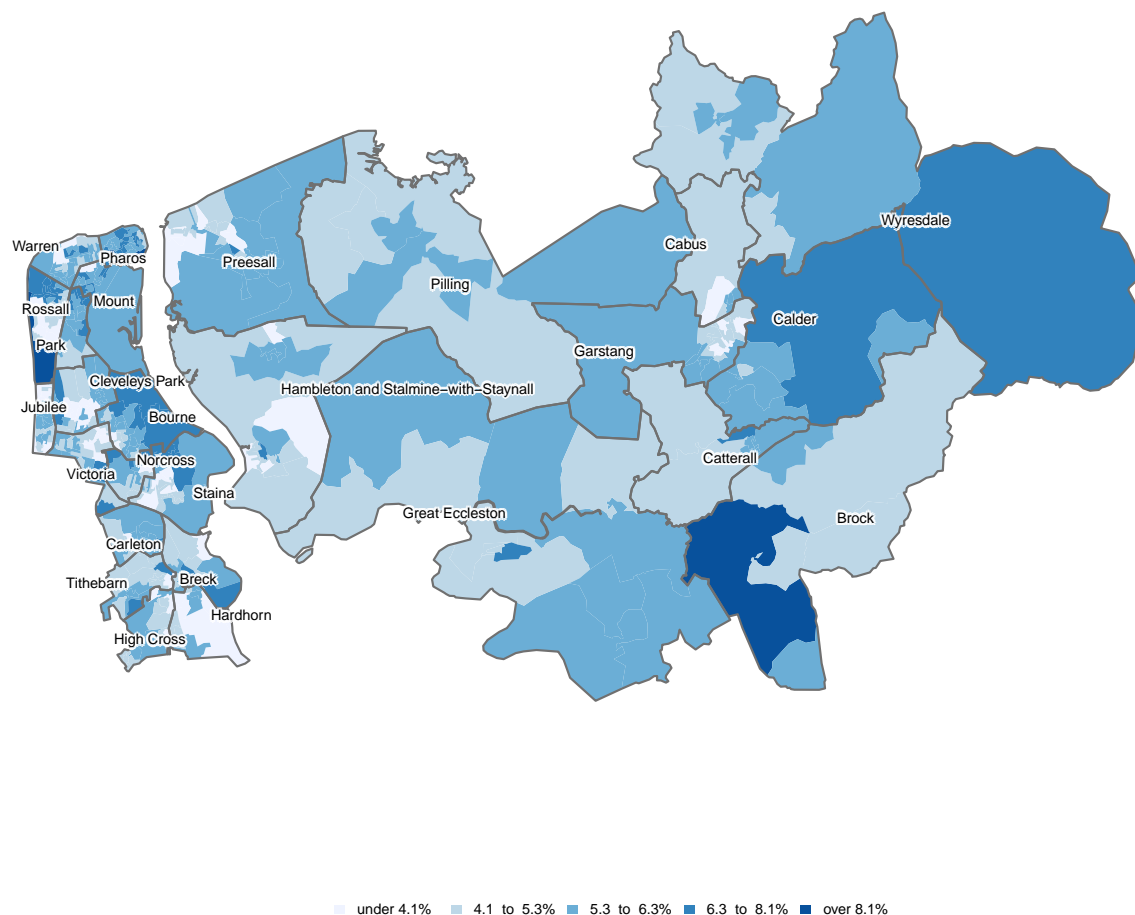 Wyresdale
Warren
Cabus
Pharos
Preesall
Pilling
Mount
Rossall
Calder
Park
Garstang
Cleveleys Park
Hambleton and Stalmine−with−Staynall
Jubilee
Bourne
Norcross
Catterall
Victoria
Staina
Great Eccleston
Brock
Carleton
Tithebarn
Breck
Hardhorn
High Cross
under 4.1% 4.1 to 5.3% 5.3 to 6.3% 6.3 to 8.1% over 8.1%